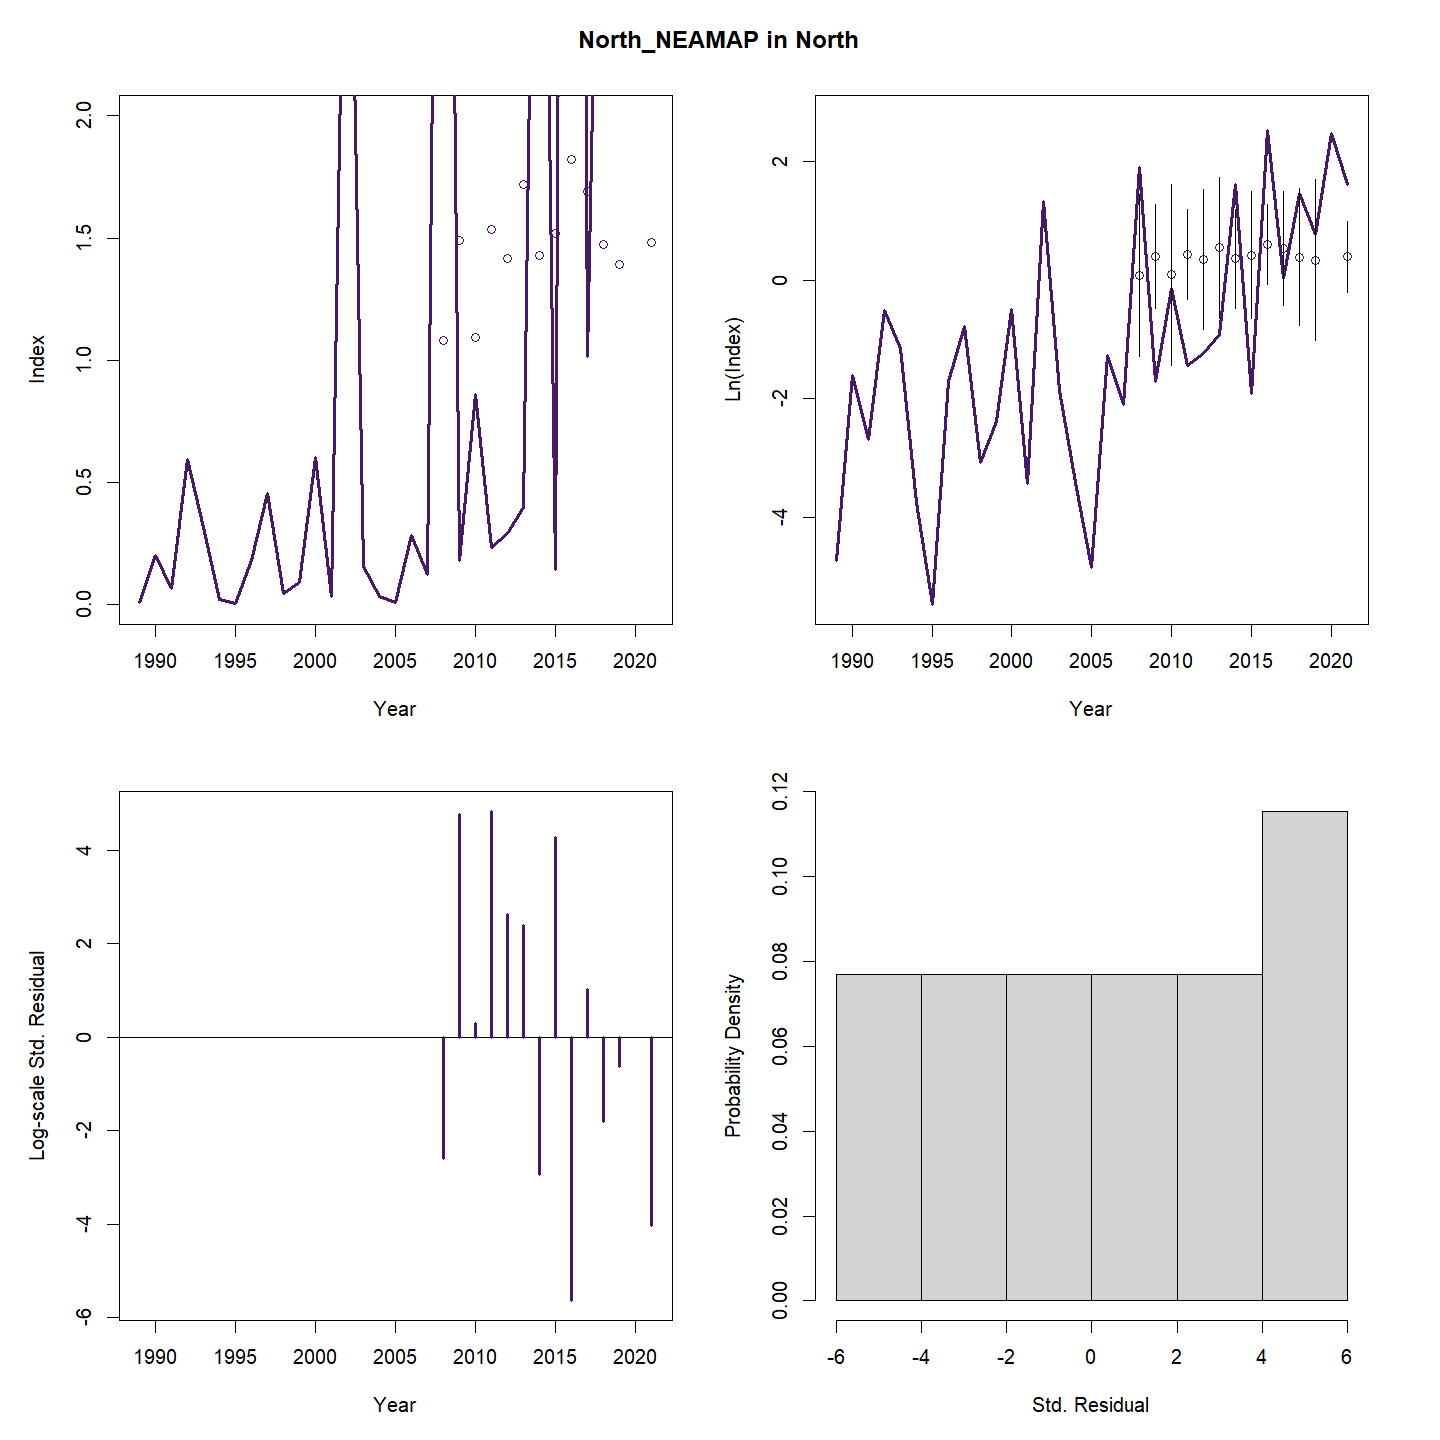 North_NEAMAP in North
Index
0.0 0.5 1.0 1.5 2.0
1990 1995 2000 2005 2010 2015 2020
Year
Ln(Index)
-4 -2 0 2
1990 1995 2000 2005 2010 2015 2020
Year
Log-scale Std. Residual
-6 -4 -2 0 2 4
1990 1995 2000 2005 2010 2015 2020
Year
Probability Density
0.00 0.02 0.04 0.06 0.08 0.10 0.12
-6 -4 -2 0 2 4 6
Std. Residual